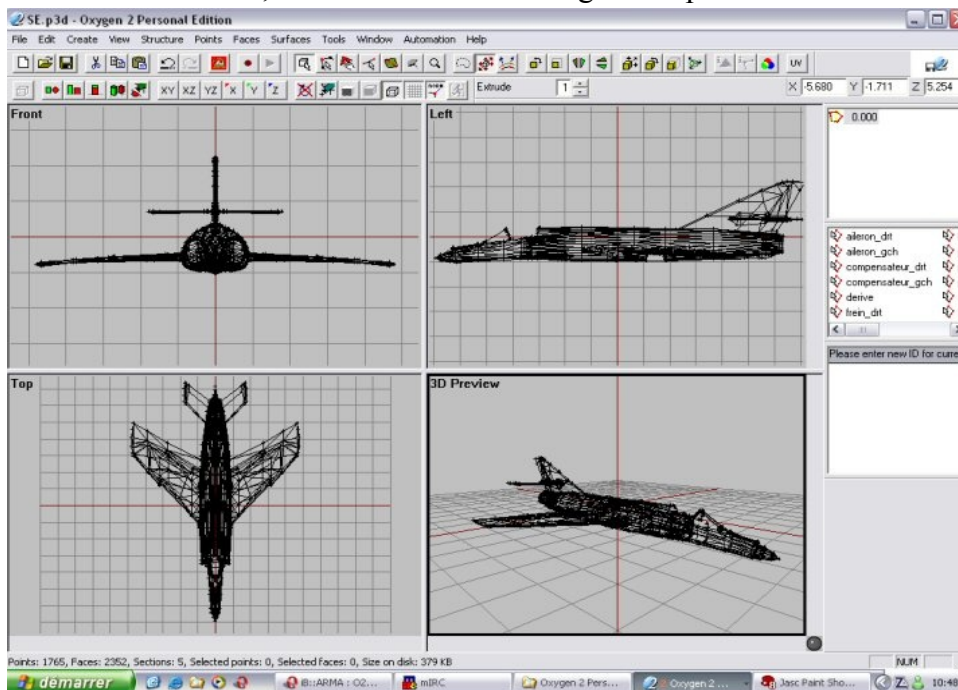 SE.p3d - Oxygen 2 Personal Edition
File Edit Create View Structure Points Faces Surfaces Tools Window Automation Help
UV
XY XZ YZ X Y Z Extrude 1 X -5.680 Y -1.711 Z 5.254
Front
Left
0.000
aileron_drt
aileron_gch
compensateur_drt
compensateur_gch
derive
frein_drt
Please enter new ID for curre
Top
3D Preview
Points: 1765, Faces: 2352, Sections: 5, Selected points: 0, Selected faces: 0, Size on disk: 379 KB NUM
démarrer BI::ARMA : O2... mIRC Oxygen 2 Pers... Oxygen 2 ... Jasc Paint Sho... 10:48